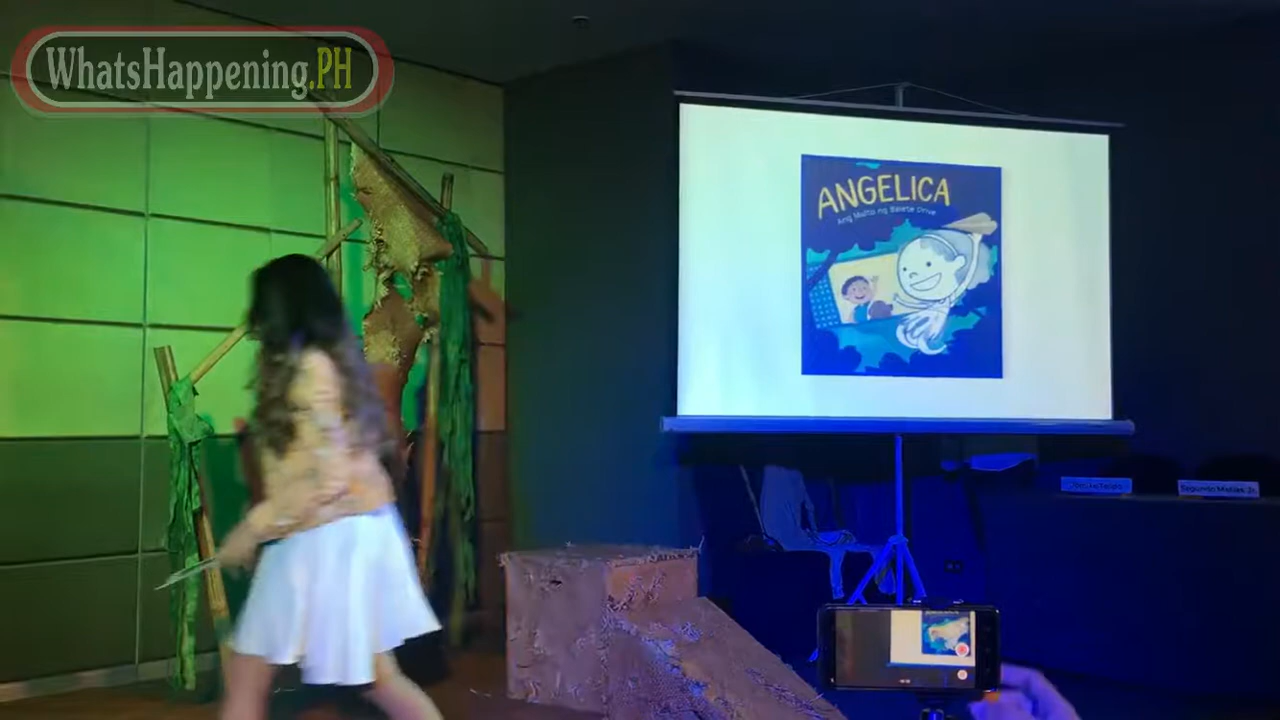 WhatsHappening.PH
ANGELICA
Ang Multo ng Balete Drive
Segundo Matias Jr.